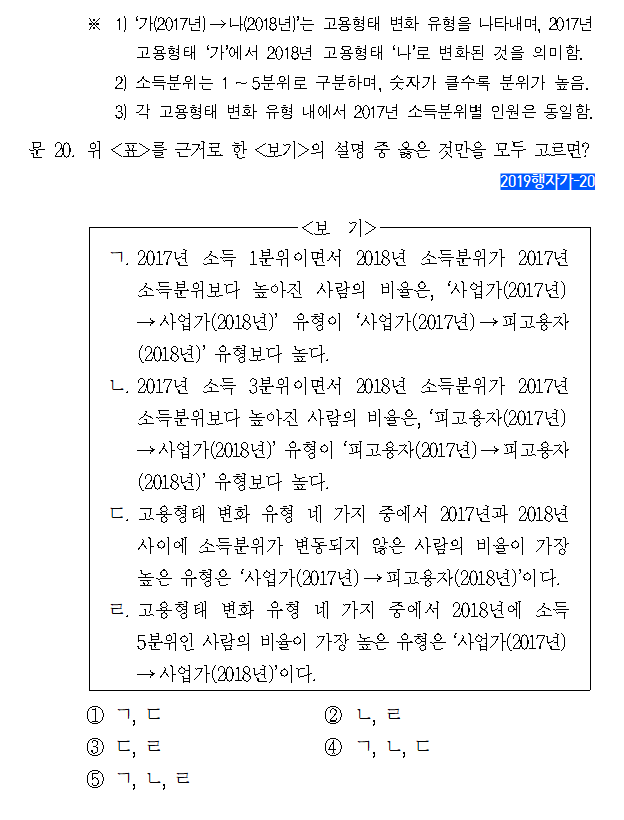 ※ 1) '가(2017년)→나(2018년)'는 고용형태 변화 유형을 나타내며, 2017년
고용형태 '가'에서 2018년 고용형태 '나'로 변화된 것을 의미함.
2) 소득분위는 1∼5분위로 구분하며, 숫자가 클수록 분위가 높음.
3) 각 고용형태 변화 유형 내에서 2017년 소득분위별 인원은 동일함.
문 20. 위 <표>를 근거로 한 <보기>의 설명 중 옳은 것만을 모두 고르면?
2019행자가-20
<보 기>
ㄱ. 2017년 소득 1분위이면서 2018년 소득분위가 2017년
소득분위보다 높아진 사람의 비율은, '사업가(2017년)
→사업가(2018년)' 유형이 '사업가(2017년)→피고용자
(2018년)' 유형보다 높다.
ㄴ. 2017년 소득 3분위이면서 2018년 소득분위가 2017년
소득분위보다 높아진 사람의 비율은, '피고용자(2017년)
→사업가(2018년)' 유형이 '피고용자(2017년)→피고용자
(2018년)' 유형보다 높다.
ㄷ. 고용형태 변화 유형 네 가지 중에서 2017년과 2018년
사이에 소득분위가 변동되지 않은 사람의 비율이 가장
높은 유형은 '사업가(2017년)→피고용자(2018년)'이다.
ㄹ. 고용형태 변화 유형 네 가지 중에서 2018년에 소득
5분위인 사람의 비율이 가장 높은 유형은 '사업가(2017년)
→사업가(2018년)'이다.
① ㄱ, ㄷ ② ㄴ, ㄹ
③ ㄷ, ㄹ ④ ㄱ, ㄴ, ㄷ
⑤ ㄱ, ㄴ, ㄹ